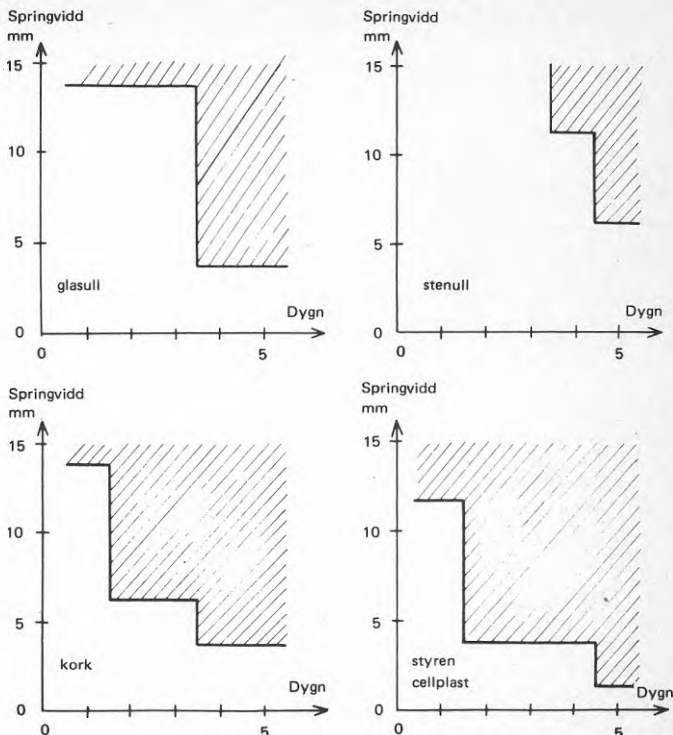 Springvidd
mm
15
10
5
0
glasull
Dygn
0
5
Springvidd
mm
15
10
5
0
stenull
Dygn
0
5
Springvidd
mm
15
10
5
0
kork
Dygn
0
5
Springvidd
mm
15
10
5
0
styren
cellplast
Dygn
0
5